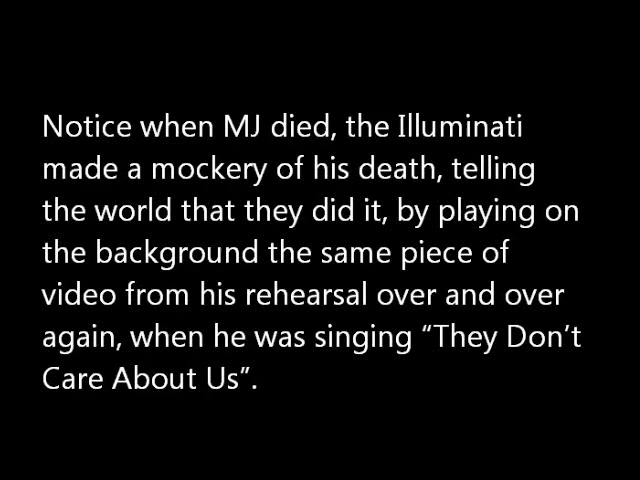 Notice when MJ died, the Illuminati
made a mockery of his death, telling
the world that they did it, by playing on
the background the same piece of
video from his rehearsal over and over
again, when he was singing “They Don’t
Care About Us”.